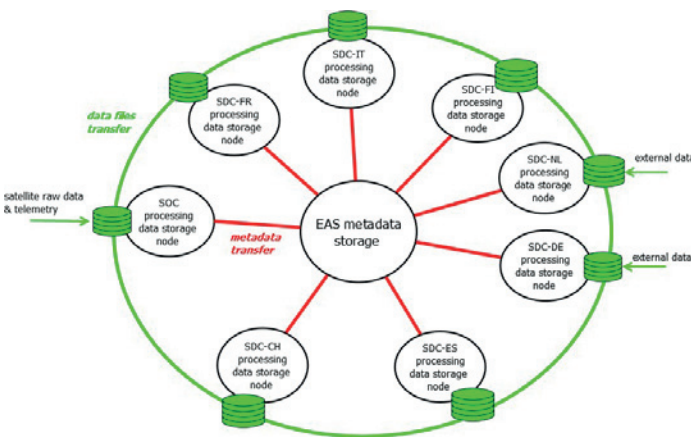 SDC-IT
processing
data storage
node
SDC-FR
processing
data storage
node
SDC-FI
processing
data storage
node
data files
transfer
SDC-NL
processing
data storage
node
external data
satellite raw data
& telemetry
SOC
processing
data storage
node
metadata
transfer
EAS metadata
storage
SDC-DE
processing
data storage
node
external data
SDC-CH
processing
data storage
node
SDC-ES
processing
data storage
node